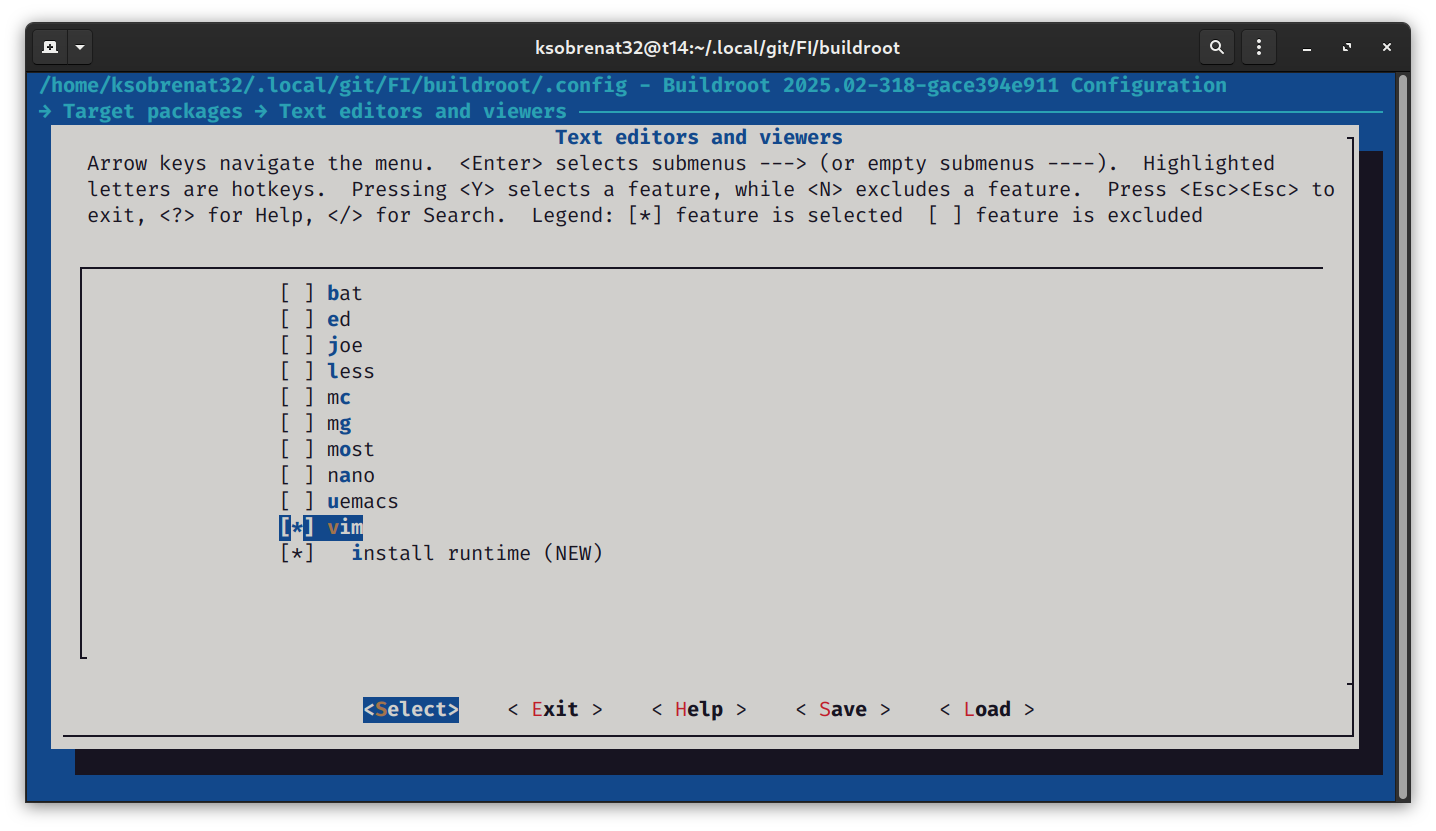 ksobrenat32@t14:~/.local/git/FI/buildroot
/home/ksobrenat32/.local/git/FI/buildroot/.config - Buildroot 2025.02-318-gace394e911 Configuration
→ Target packages → Text editors and viewers
Text editors and viewers
Arrow keys navigate the menu.  <Enter> selects submenus ---> (or empty submenus ----).  Highlighted
letters are hotkeys.  Pressing <Y> selects a feature, while <N> excludes a feature.  Press <Esc><Esc> to
exit, <?> for Help, </> for Search.  Legend: [*] feature is selected  [ ] feature is excluded
[ ] bat
[ ] ed
[ ] joe
[ ] less
[ ] mc
[ ] mg
[ ] most
[ ] nano
[ ] uemacs
[*] vim
[*]   install runtime (NEW)
<Select>    < Exit >    < Help >    < Save >    < Load >